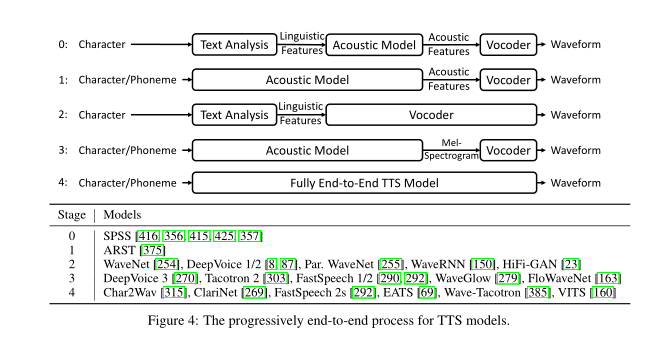 0: Character Text Analysis Linguistic Features Acoustic Model Acoustic Features Vocoder Waveform
1: Character/Phoneme Acoustic Model Acoustic Features Vocoder Waveform
2: Character Text Analysis Linguistic Features Vocoder Waveform
3: Character/Phoneme Acoustic Model Mel-Spectrogram Vocoder Waveform
4: Character/Phoneme Fully End-to-End TTS Model Waveform
Stage Models
0 SPSS [416, 356, 415, 425, 357]
1 ARST [375]
2 WaveNet [254], DeepVoice 1/2 [8, 87], Par. WaveNet [255], WaveRNN [150], HiFi-GAN [23]
3 DeepVoice 3 [270], Tacotron 2 [303], FastSpeech 1/2 [290, 292], WaveGlow [279], FloWaveNet [163]
4 Char2Wav [315], ClariNet [269], FastSpeech 2s [292], EATS [69], Wave-Tacotron [385], VITS [160]
Figure 4: The progressively end-to-end process for TTS models.